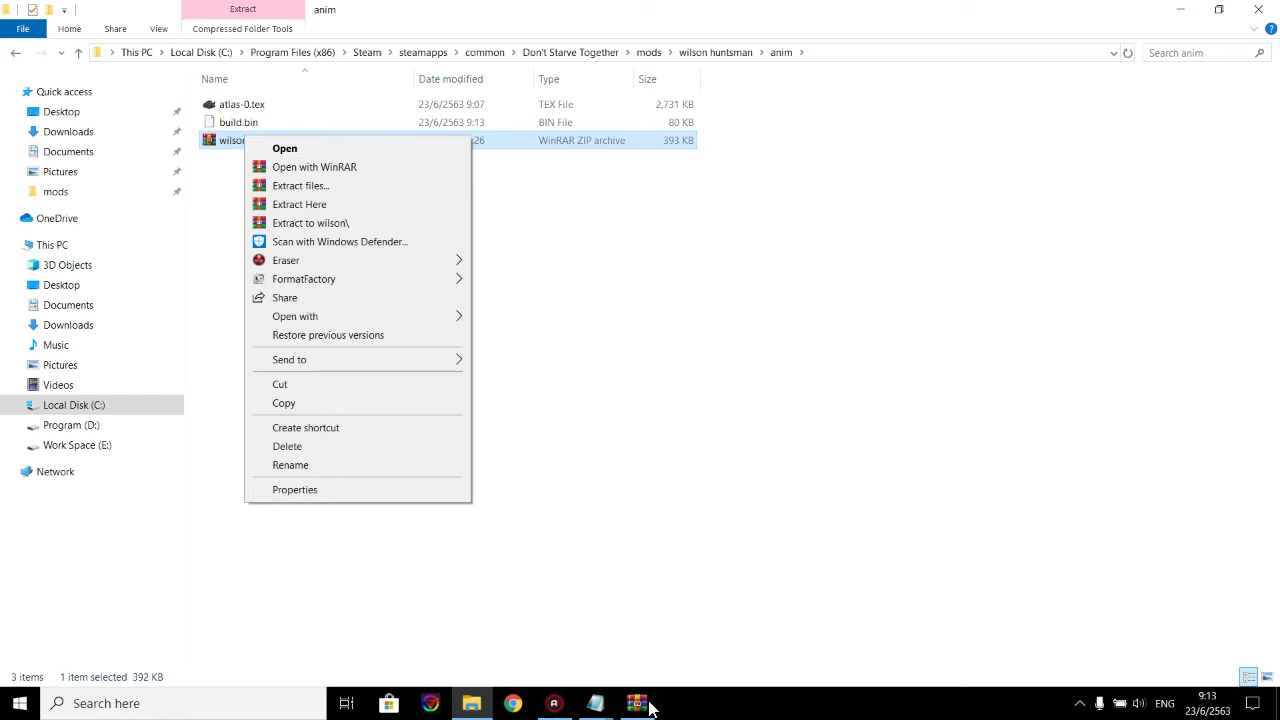 Extract
anim
File
Home
Share
View
Compressed Folder Tools
This PC
Local Disk (C:)
Program Files (x86)
Steam
steamapps
common
Don't Starve Together
mods
wilson huntsman
anim
Search anim
Name
Date modified
Type
Size
Quick access
Desktop
Downloads
Documents
Pictures
mods
OneDrive
This PC
3D Objects
Desktop
Documents
Downloads
Music
Pictures
Videos
Local Disk (C:)
Program (D:)
Work Space (E:)
Network
atlas-0.tex
23/6/2563 9:07
TEX File
2,731 KB
build.bin
23/6/2563 9:13
BIN File
80 KB
wilson
:26
WinRAR ZIP archive
393 KB
Open
Open with WinRAR
Extract files...
Extract Here
Extract to wilson\
Scan with Windows Defender...
Eraser
FormatFactory
Share
Open with
Restore previous versions
Send to
Cut
Copy
Create shortcut
Delete
Rename
Properties
3 items
1 item selected 392 KB
Search here
ENG
9:13
23/6/2563